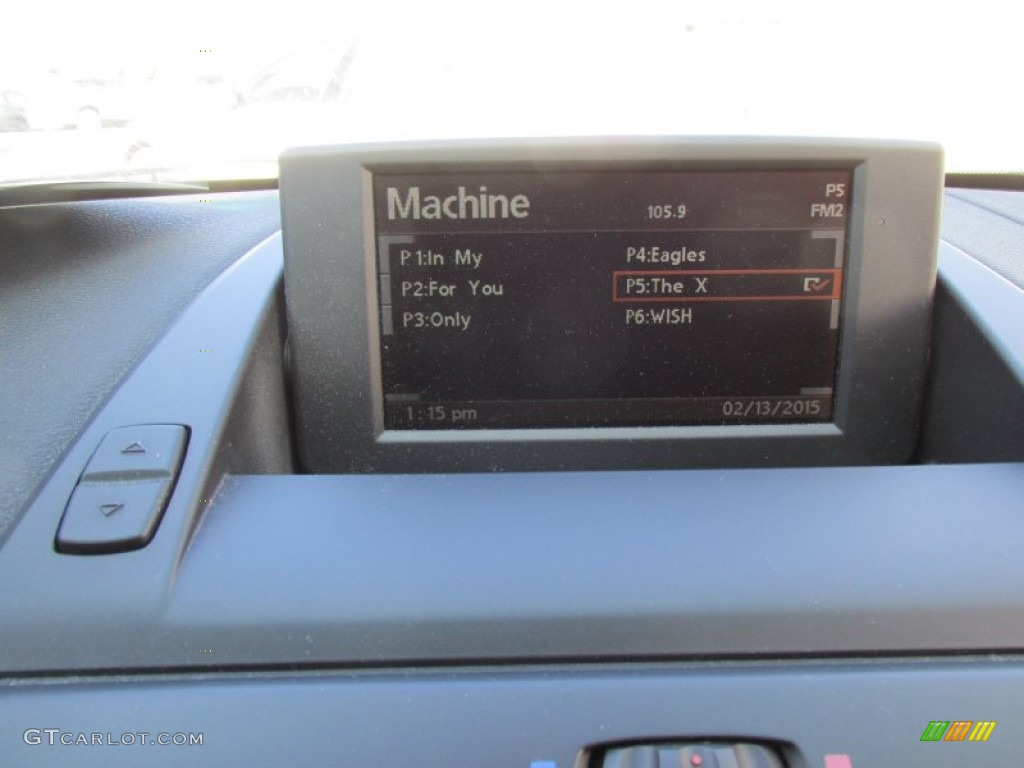 Machine
105.9
P5
FM2
P1:In My
P2:For You
P3:Only
P4:Eagles
P5:The X
P6:WISH
1:15 pm
02/13/2015
GTCARLOT.COM